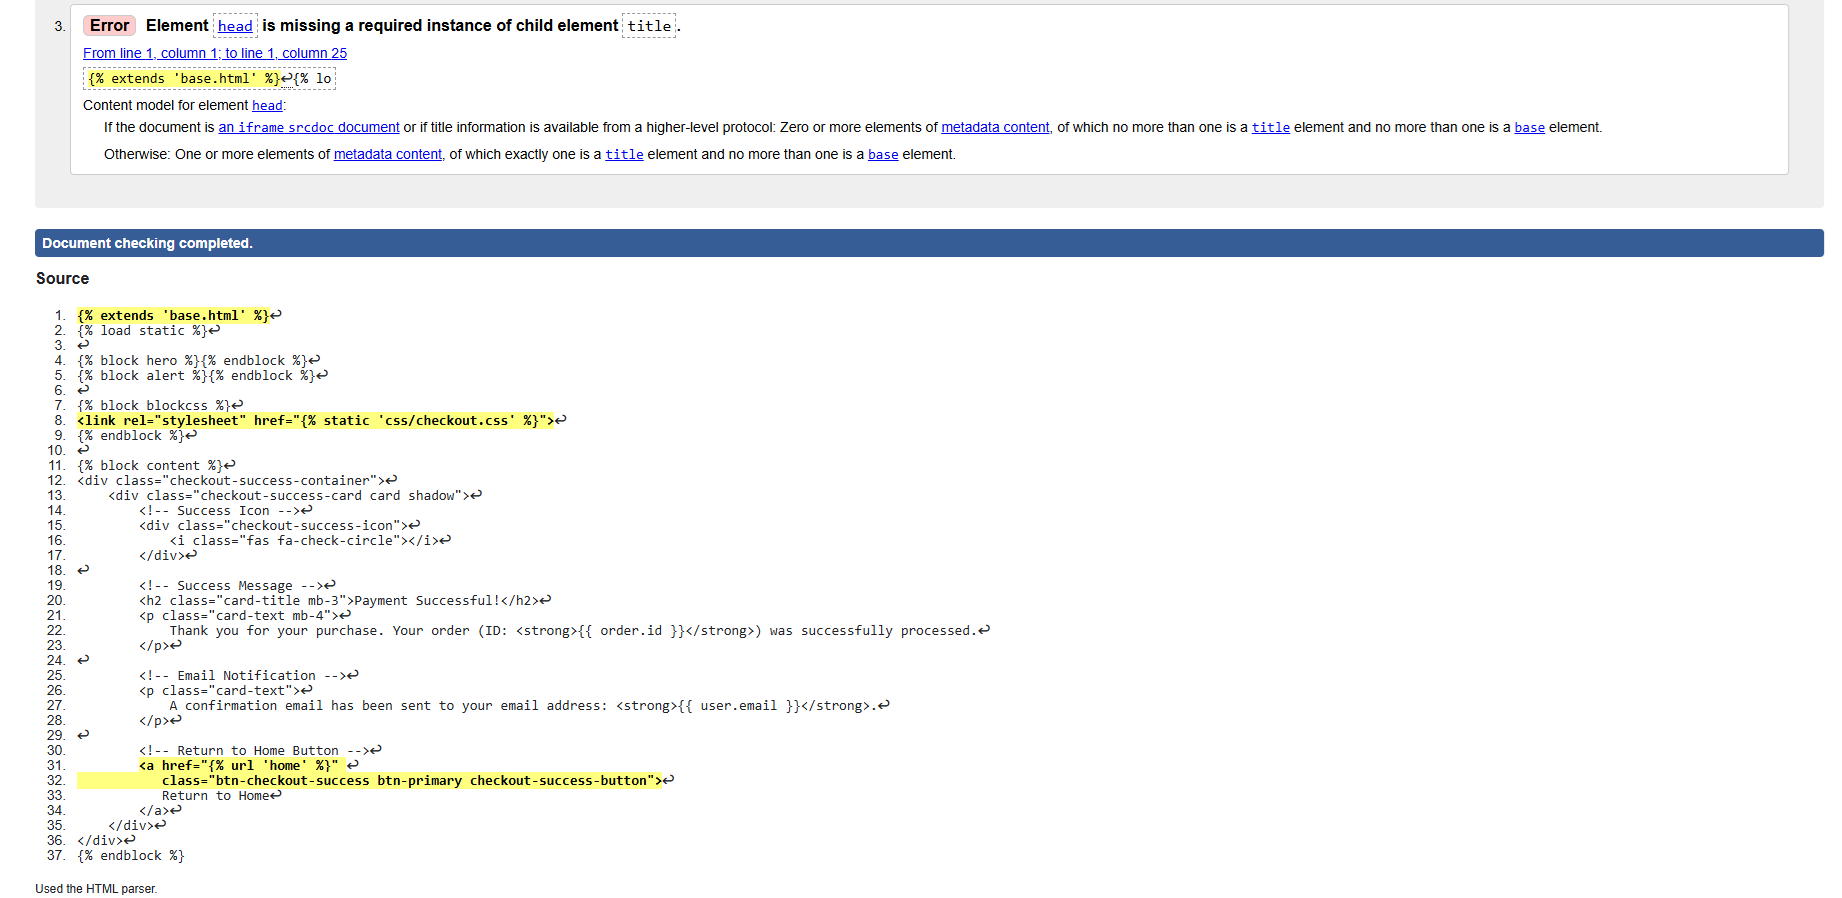 3. Error Element head is missing a required instance of child element title.
From line 1, column 1; to line 1, column 25
{% extends 'base.html' %}↩{% lo
Content model for element head:
If the document is an iframe srcdoc document or if title information is available from a higher-level protocol: Zero or more elements of metadata content, of which no more than one is a title element and no more than one is a base element.
Otherwise: One or more elements of metadata content, of which exactly one is a title element and no more than one is a base element.
Document checking completed.
Source
1. {% extends 'base.html' %}↩
2. {% load static %}↩
3. ↩
4. {% block hero %}{% endblock %}↩
5. {% block alert %}{% endblock %}↩
6. ↩
7. {% block blockcss %}↩
8. <link rel="stylesheet" href="{% static 'css/checkout.css' %}">↩
9. {% endblock %}↩
10. ↩
11. {% block content %}↩
12. <div class="checkout-success-container">↩
13.     <div class="checkout-success-card card shadow">↩
14.         <!-- Success Icon -->↩
15.         <div class="checkout-success-icon">↩
16.             <i class="fas fa-check-circle"></i>↩
17.         </div>↩
18. ↩
19.         <!-- Success Message -->↩
20.         <h2 class="card-title mb-3">Payment Successful!</h2>↩
21.         <p class="card-text mb-4">↩
22.             Thank you for your purchase. Your order (ID: <strong>{{ order.id }}</strong>) was successfully processed.↩
23.         </p>↩
24. ↩
25.         <!-- Email Notification -->↩
26.         <p class="card-text">↩
27.             A confirmation email has been sent to your email address: <strong>{{ user.email }}</strong>.↩
28.         </p>↩
29. ↩
30.         <!-- Return to Home Button -->↩
31.         <a href="{% url 'home' %}" ↩
32.            class="btn-checkout-success btn-primary checkout-success-button">↩
33.            Return to Home↩
34.         </a>↩
35.     </div>↩
36. </div>↩
37. {% endblock %}
Used the HTML parser.